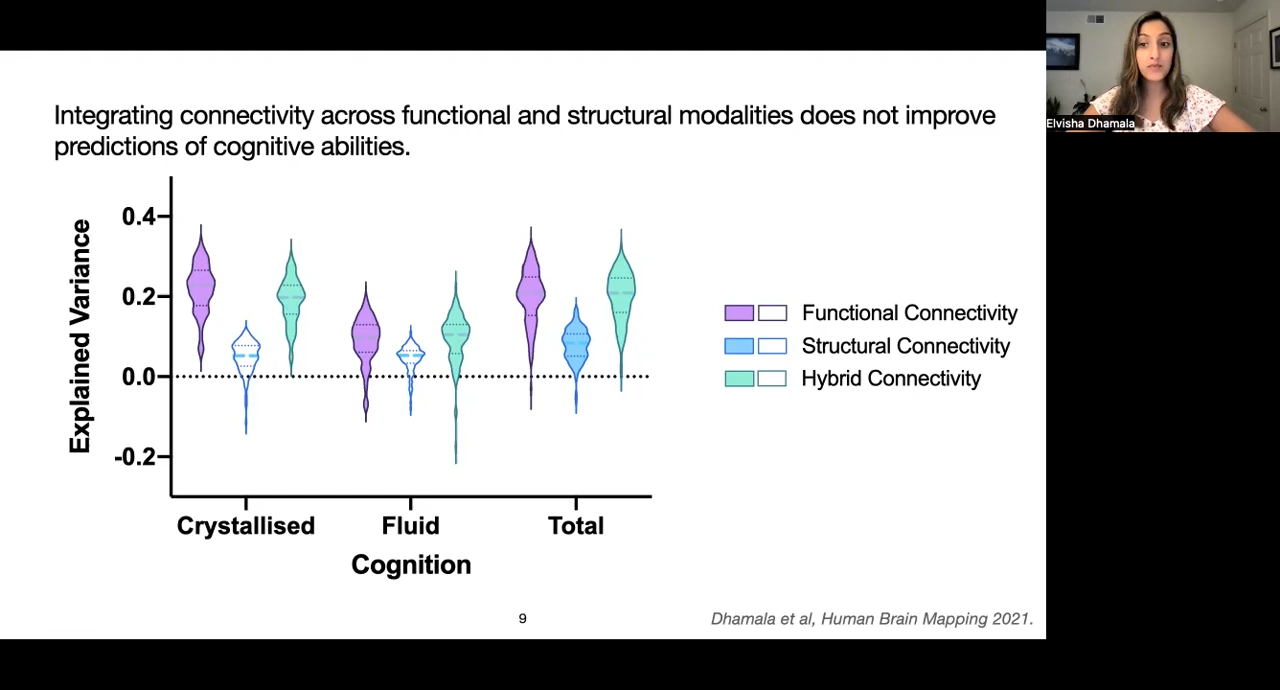 Elvisha Dhamala
Integrating connectivity across functional and structural modalities does not improve
predictions of cognitive abilities.
Explained Variance
0.4
0.2
0.0
-0.2
Crystallised
Fluid
Total
Cognition
Functional Connectivity
Structural Connectivity
Hybrid Connectivity
9
Dhamala et al, Human Brain Mapping 2021.